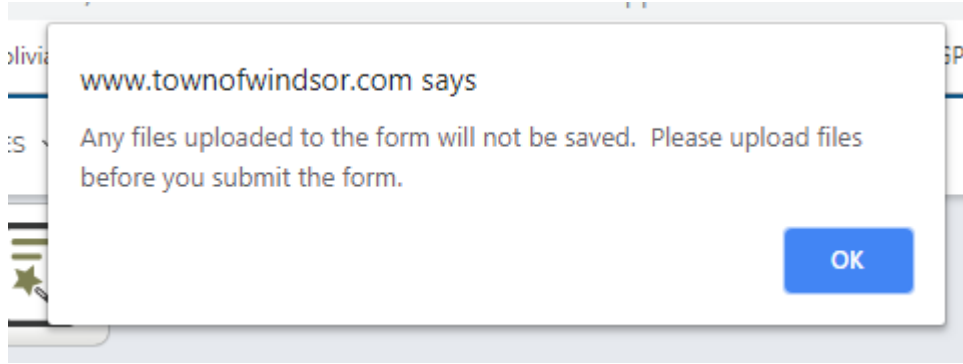 www.townofwindsor.com says
Any files uploaded to the form will not be saved.  Please upload files
before you submit the form.
OK